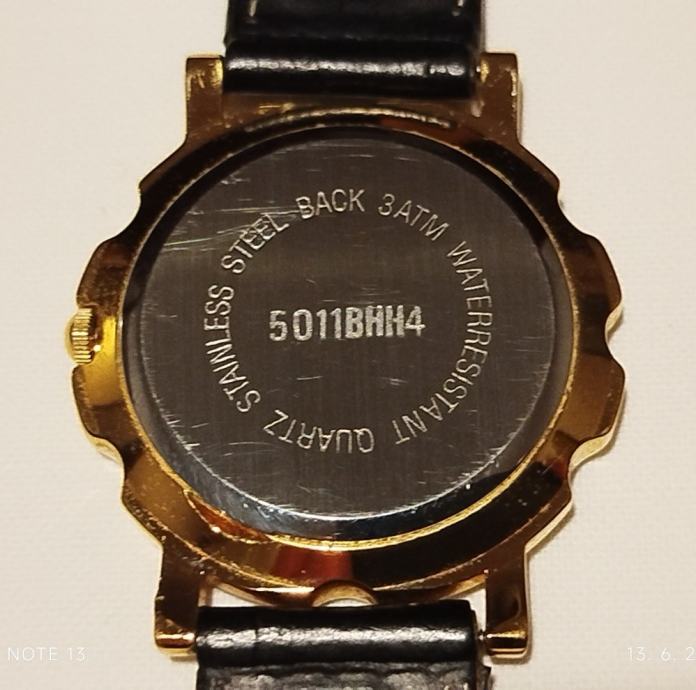 STAINLESS STEEL BACK 3ATM WATERRESISTANT QUARTZ
5011BHH4
NOTE 13
13. 6. 2